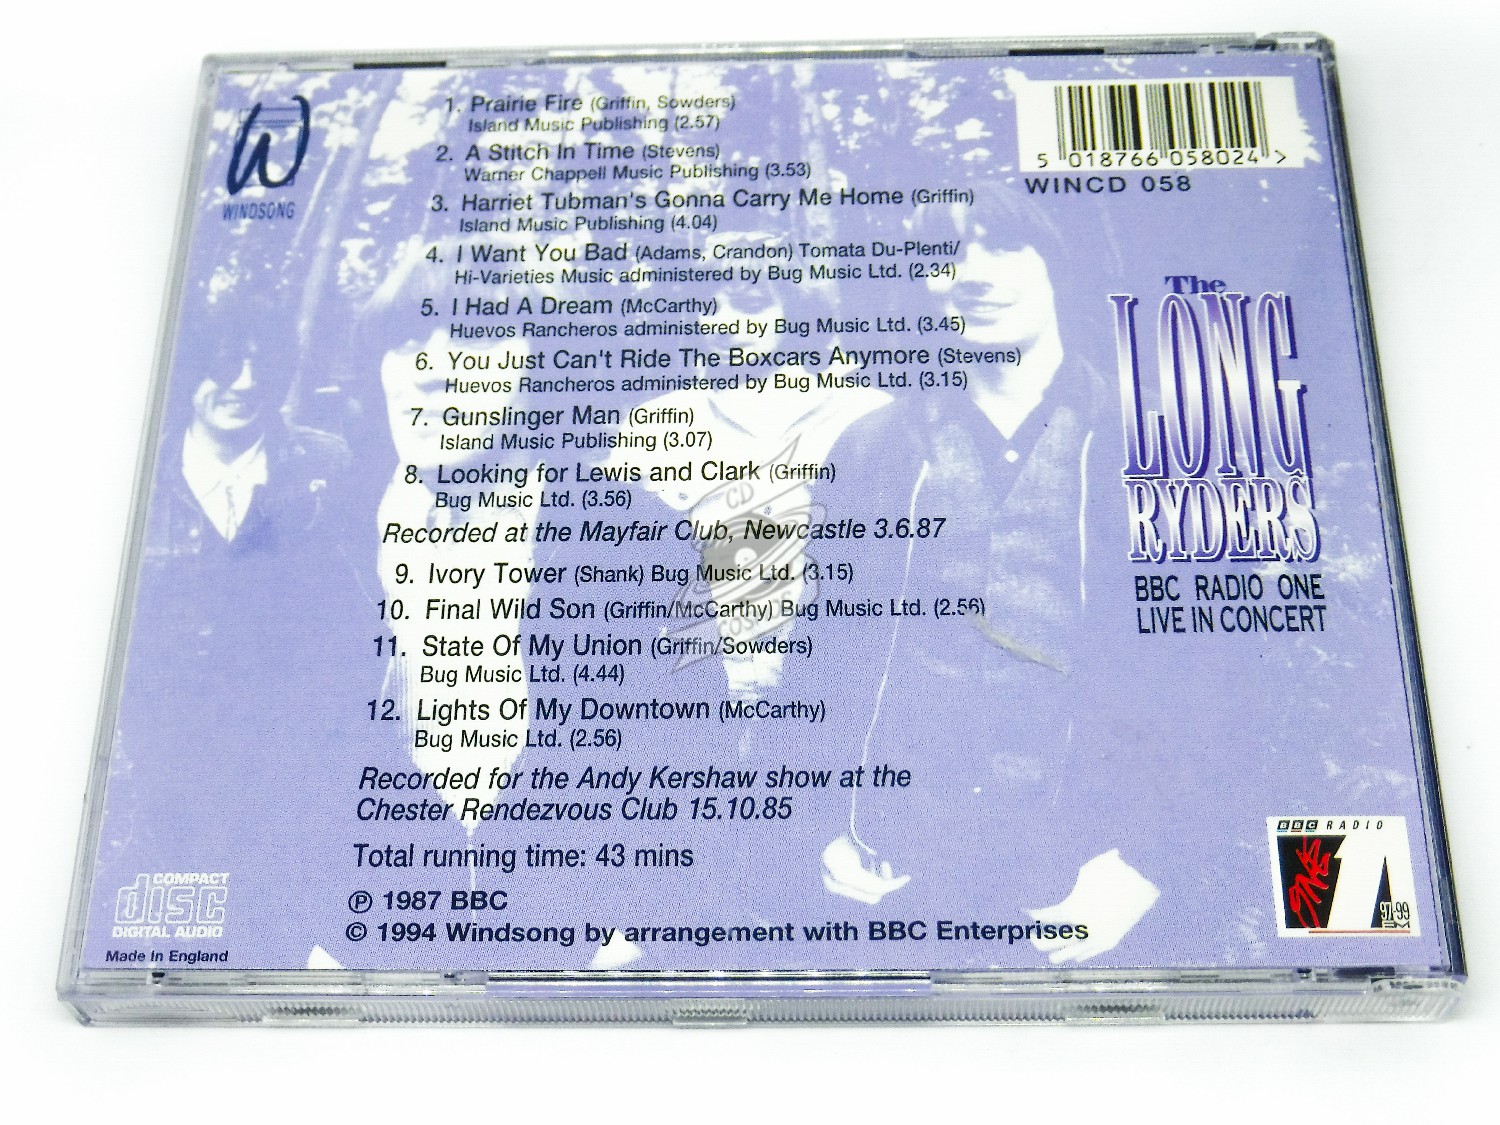 1. Prairie Fire (Griffin, Sowders)
Island Music Publishing (2.57)
2. A Stitch In Time (Stevens)
Warner Chappell Music Publishing (3.53)
3. Harriet Tubman's Gonna Carry Me Home (Griffin)
Island Music Publishing (4.04)
4. I Want You Bad (Adams, Crandon) Tomata Du-Plenti/
Hi-Varieties Music administered by Bug Music Ltd. (2.34)
5. I Had A Dream (McCarthy)
Huevos Rancheros administered by Bug Music Ltd. (3.45)
6. You Just Can't Ride The Boxcars Anymore (Stevens)
Huevos Rancheros administered by Bug Music Ltd. (3.15)
7. Gunslinger Man (Griffin)
Island Music Publishing (3.07)
8. Looking for Lewis and Clark (Griffin)
Bug Music Ltd. (3.56)
Recorded at the Mayfair Club, Newcastle 3.6.87
9. Ivory Tower (Shank) Bug Music Ltd. (3.15)
10. Final Wild Son (Griffin/McCarthy) Bug Music Ltd. (2.56)
11. State Of My Union (Griffin/Sowders)
Bug Music Ltd. (4.44)
12. Lights Of My Downtown (McCarthy)
Bug Music Ltd. (2.56)
Recorded for the Andy Kershaw show at the
Chester Rendezvous Club 15.10.85
Total running time: 43 mins
℗ 1987 BBC
© 1994 Windsong by arrangement with BBC Enterprises
W
WINDSONG
5 018766 058024 >
WINCD 058
The
LONG
RYDERS
BBC RADIO ONE
LIVE IN CONCERT
BBC RADIO
1
97-99
FM
COMPACT
disc
DIGITAL AUDIO
Made In England
CD
COSMOS